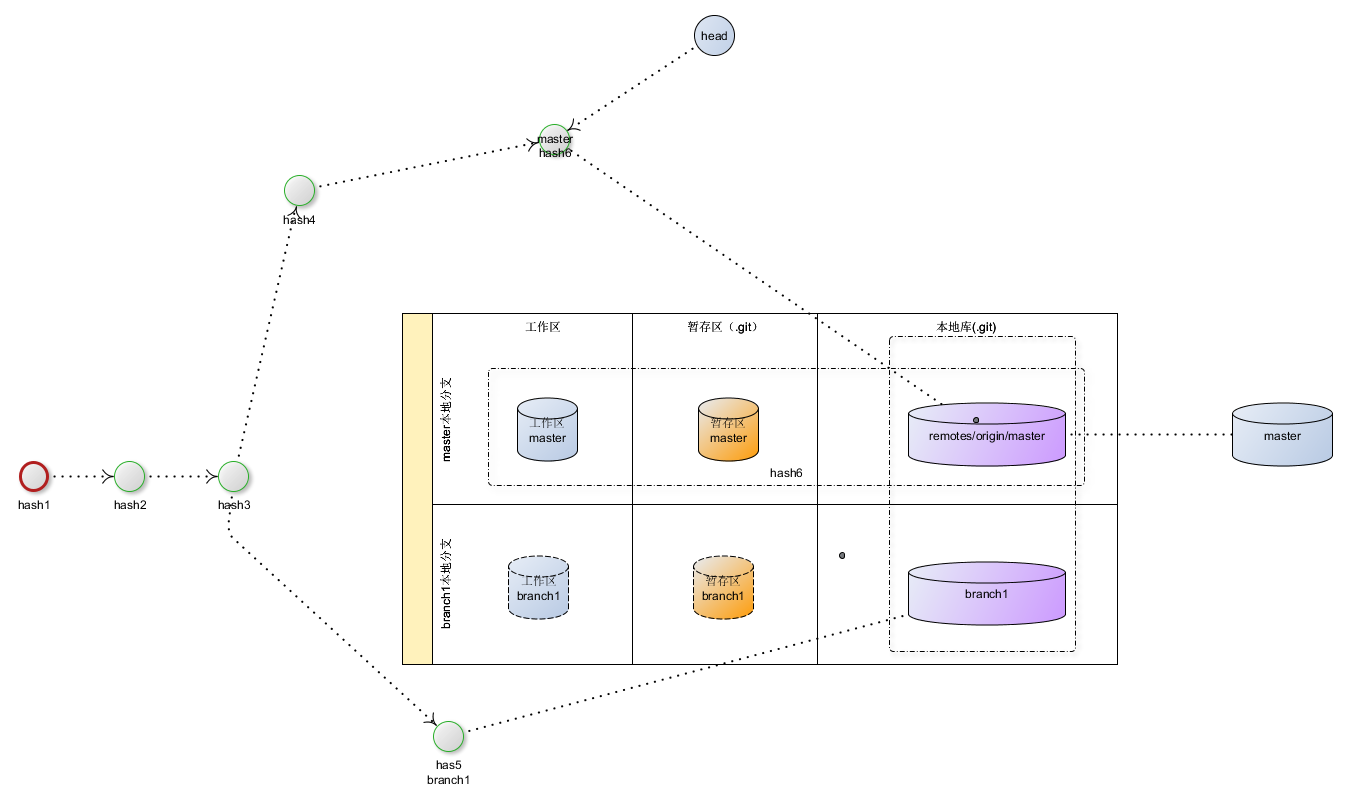 head
master
hash6
hash4
工作区
暂存区（.git）
本地库(.git)
master本地分支
工作区
master
暂存区
master
remotes/origin/master
master
hash6
hash1
hash2
hash3
branch1本地分支
工作区
branch1
暂存区
branch1
branch1
has5
branch1